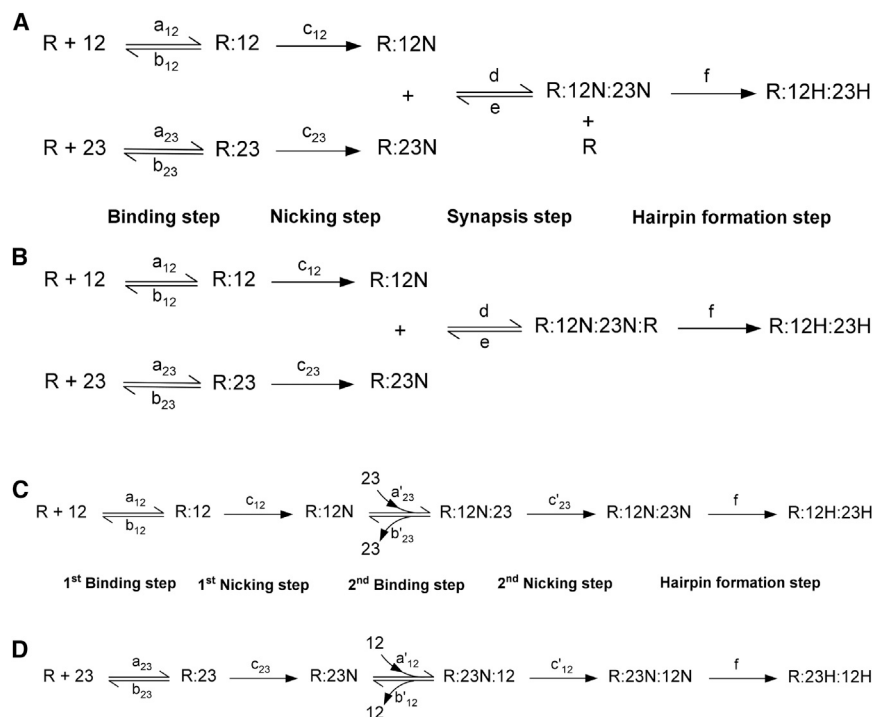 A
a12 c12
R + 12 R:12 R:12N
b12
d f
+ R:12N:23N R:12H:23H
e
a23 c23 +
R + 23 R:23 R:23N R
b23
Binding step Nicking step Synapsis step Hairpin formation step
B
a12 c12
R + 12 R:12 R:12N
b12
d f
+ R:12N:23N:R R:12H:23H
e
a23 c23
R + 23 R:23 R:23N
b23
C
23
a12 c12 a'23 c'23 f
R + 12 R:12 R:12N R:12N:23 R:12N:23N R:12H:23H
b12 b'23
23
1st Binding step 1st Nicking step 2nd Binding step 2nd Nicking step Hairpin formation step
D
12
a23 c23 a'12 c'12 f
R + 23 R:23 R:23N R:23N:12 R:23N:12N R:23H:12H
b23 b'12
12